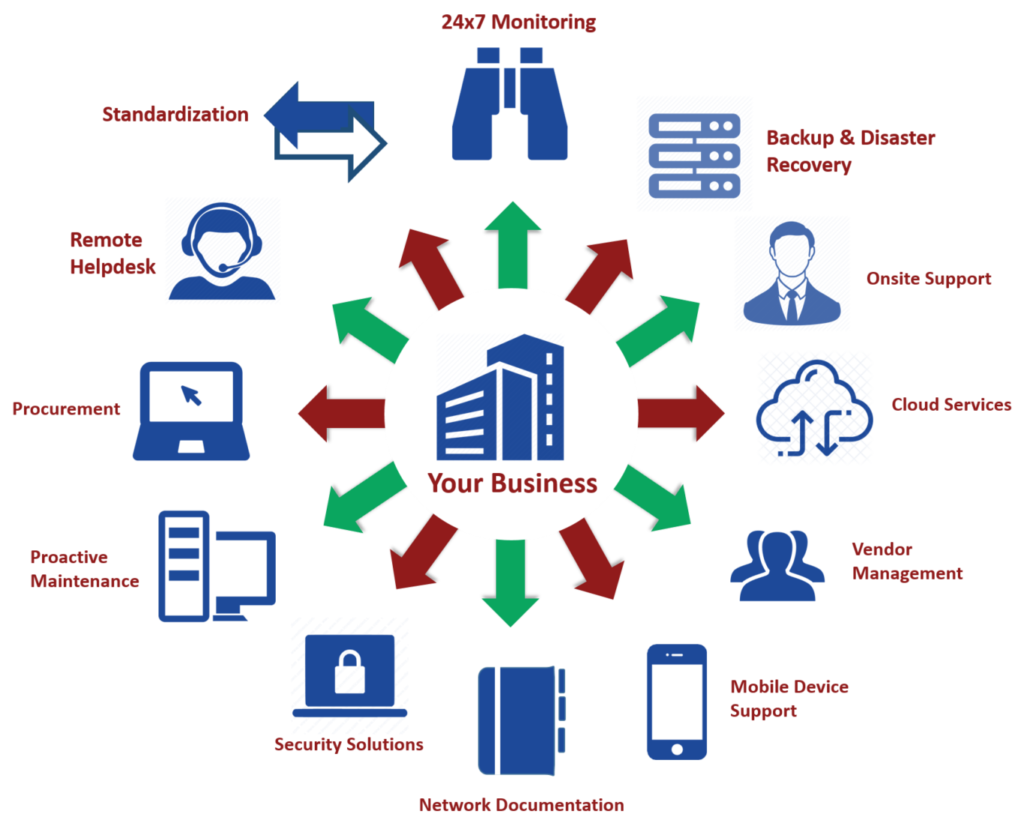 24x7 Monitoring
Standardization
Backup & Disaster
Recovery
Remote
Helpdesk
Onsite Support
Procurement
Cloud Services
Your Business
Proactive
Maintenance
Vendor
Management
Mobile Device
Support
Security Solutions
Network Documentation